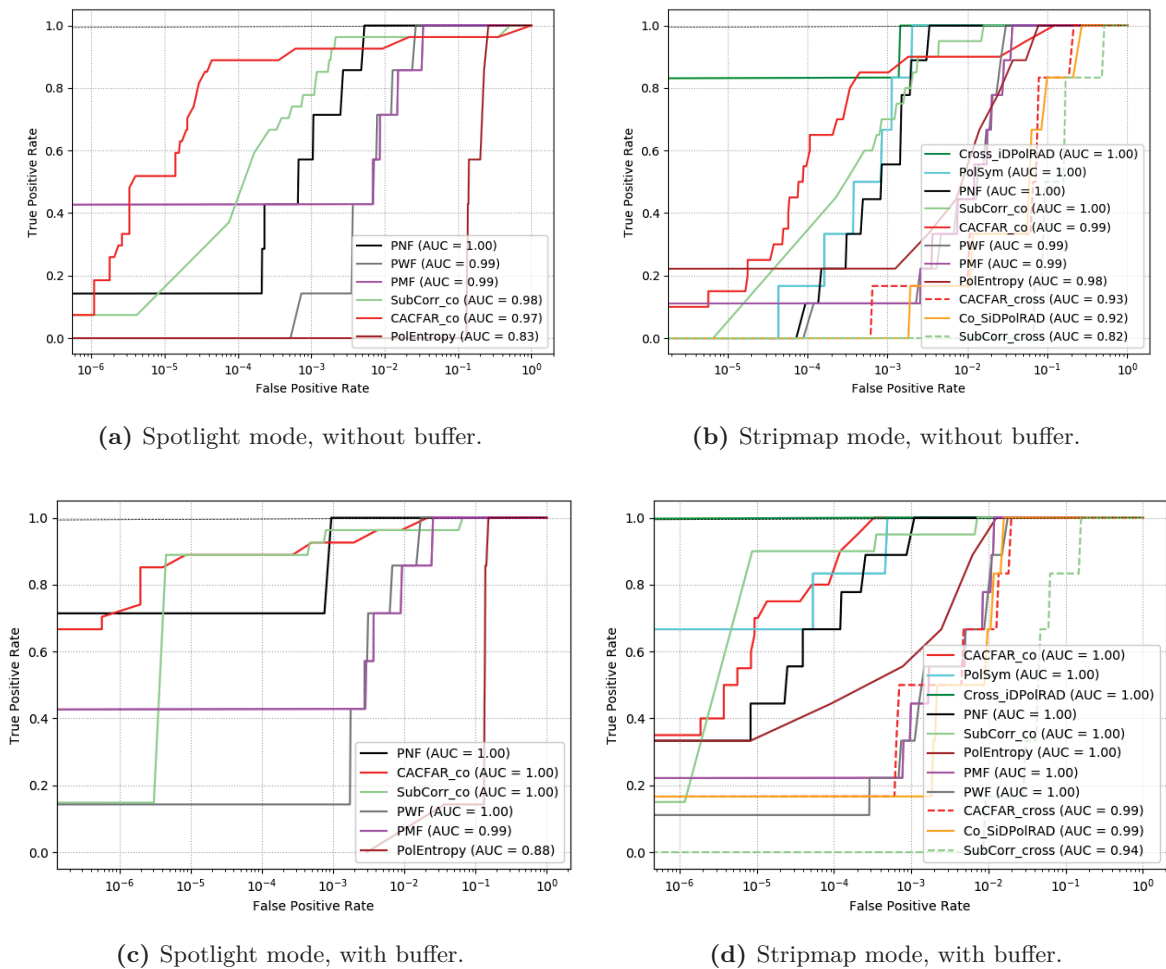 1.0
0.8
0.6
0.4
0.2
0.0
True Positive Rate
PNF (AUC = 1.00)
PWF (AUC = 0.99)
PMF (AUC = 0.99)
SubCorr_co (AUC = 0.98)
CACFAR_co (AUC = 0.97)
PolEntropy (AUC = 0.83)
10⁻⁶ 10⁻⁵ 10⁻⁴ 10⁻³ 10⁻² 10⁻¹ 10⁰
False Positive Rate
(a) Spotlight mode, without buffer.
1.0
0.8
0.6
0.4
0.2
0.0
True Positive Rate
Cross_iDPolRAD (AUC = 1.00)
PolSym (AUC = 1.00)
PNF (AUC = 1.00)
SubCorr_co (AUC = 1.00)
CACFAR_co (AUC = 0.99)
PWF (AUC = 0.99)
PMF (AUC = 0.99)
PolEntropy (AUC = 0.98)
CACFAR_cross (AUC = 0.93)
Co_SiDPolRAD (AUC = 0.92)
SubCorr_cross (AUC = 0.82)
10⁻⁵ 10⁻⁴ 10⁻³ 10⁻² 10⁻¹ 10⁰
False Positive Rate
(b) Stripmap mode, without buffer.
1.0
0.8
0.6
0.4
0.2
0.0
True Positive Rate
PNF (AUC = 1.00)
CACFAR_co (AUC = 1.00)
SubCorr_co (AUC = 1.00)
PWF (AUC = 1.00)
PMF (AUC = 0.99)
PolEntropy (AUC = 0.88)
10⁻⁶ 10⁻⁵ 10⁻⁴ 10⁻³ 10⁻² 10⁻¹ 10⁰
False Positive Rate
(c) Spotlight mode, with buffer.
1.0
0.8
0.6
0.4
0.2
0.0
True Positive Rate
CACFAR_co (AUC = 1.00)
PolSym (AUC = 1.00)
Cross_iDPolRAD (AUC = 1.00)
PNF (AUC = 1.00)
SubCorr_co (AUC = 1.00)
PolEntropy (AUC = 1.00)
PMF (AUC = 1.00)
PWF (AUC = 1.00)
CACFAR_cross (AUC = 0.99)
Co_SiDPolRAD (AUC = 0.99)
SubCorr_cross (AUC = 0.94)
10⁻⁶ 10⁻⁵ 10⁻⁴ 10⁻³ 10⁻² 10⁻¹ 10⁰
False Positive Rate
(d) Stripmap mode, with buffer.